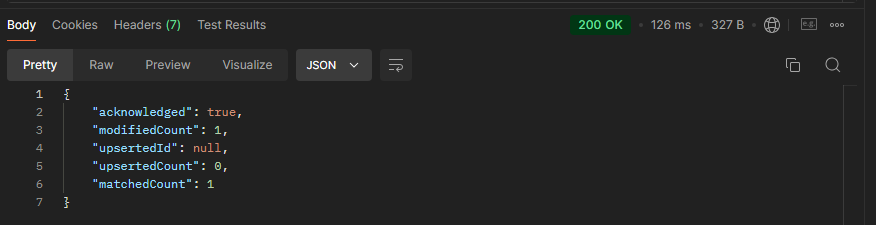 Body Cookies Headers (7) Test Results 200 OK • 126 ms • 327 B e.g.
Pretty Raw Preview Visualize JSON
1 {
2     "acknowledged": true,
3     "modifiedCount": 1,
4     "upsertedId": null,
5     "upsertedCount": 0,
6     "matchedCount": 1
7 }